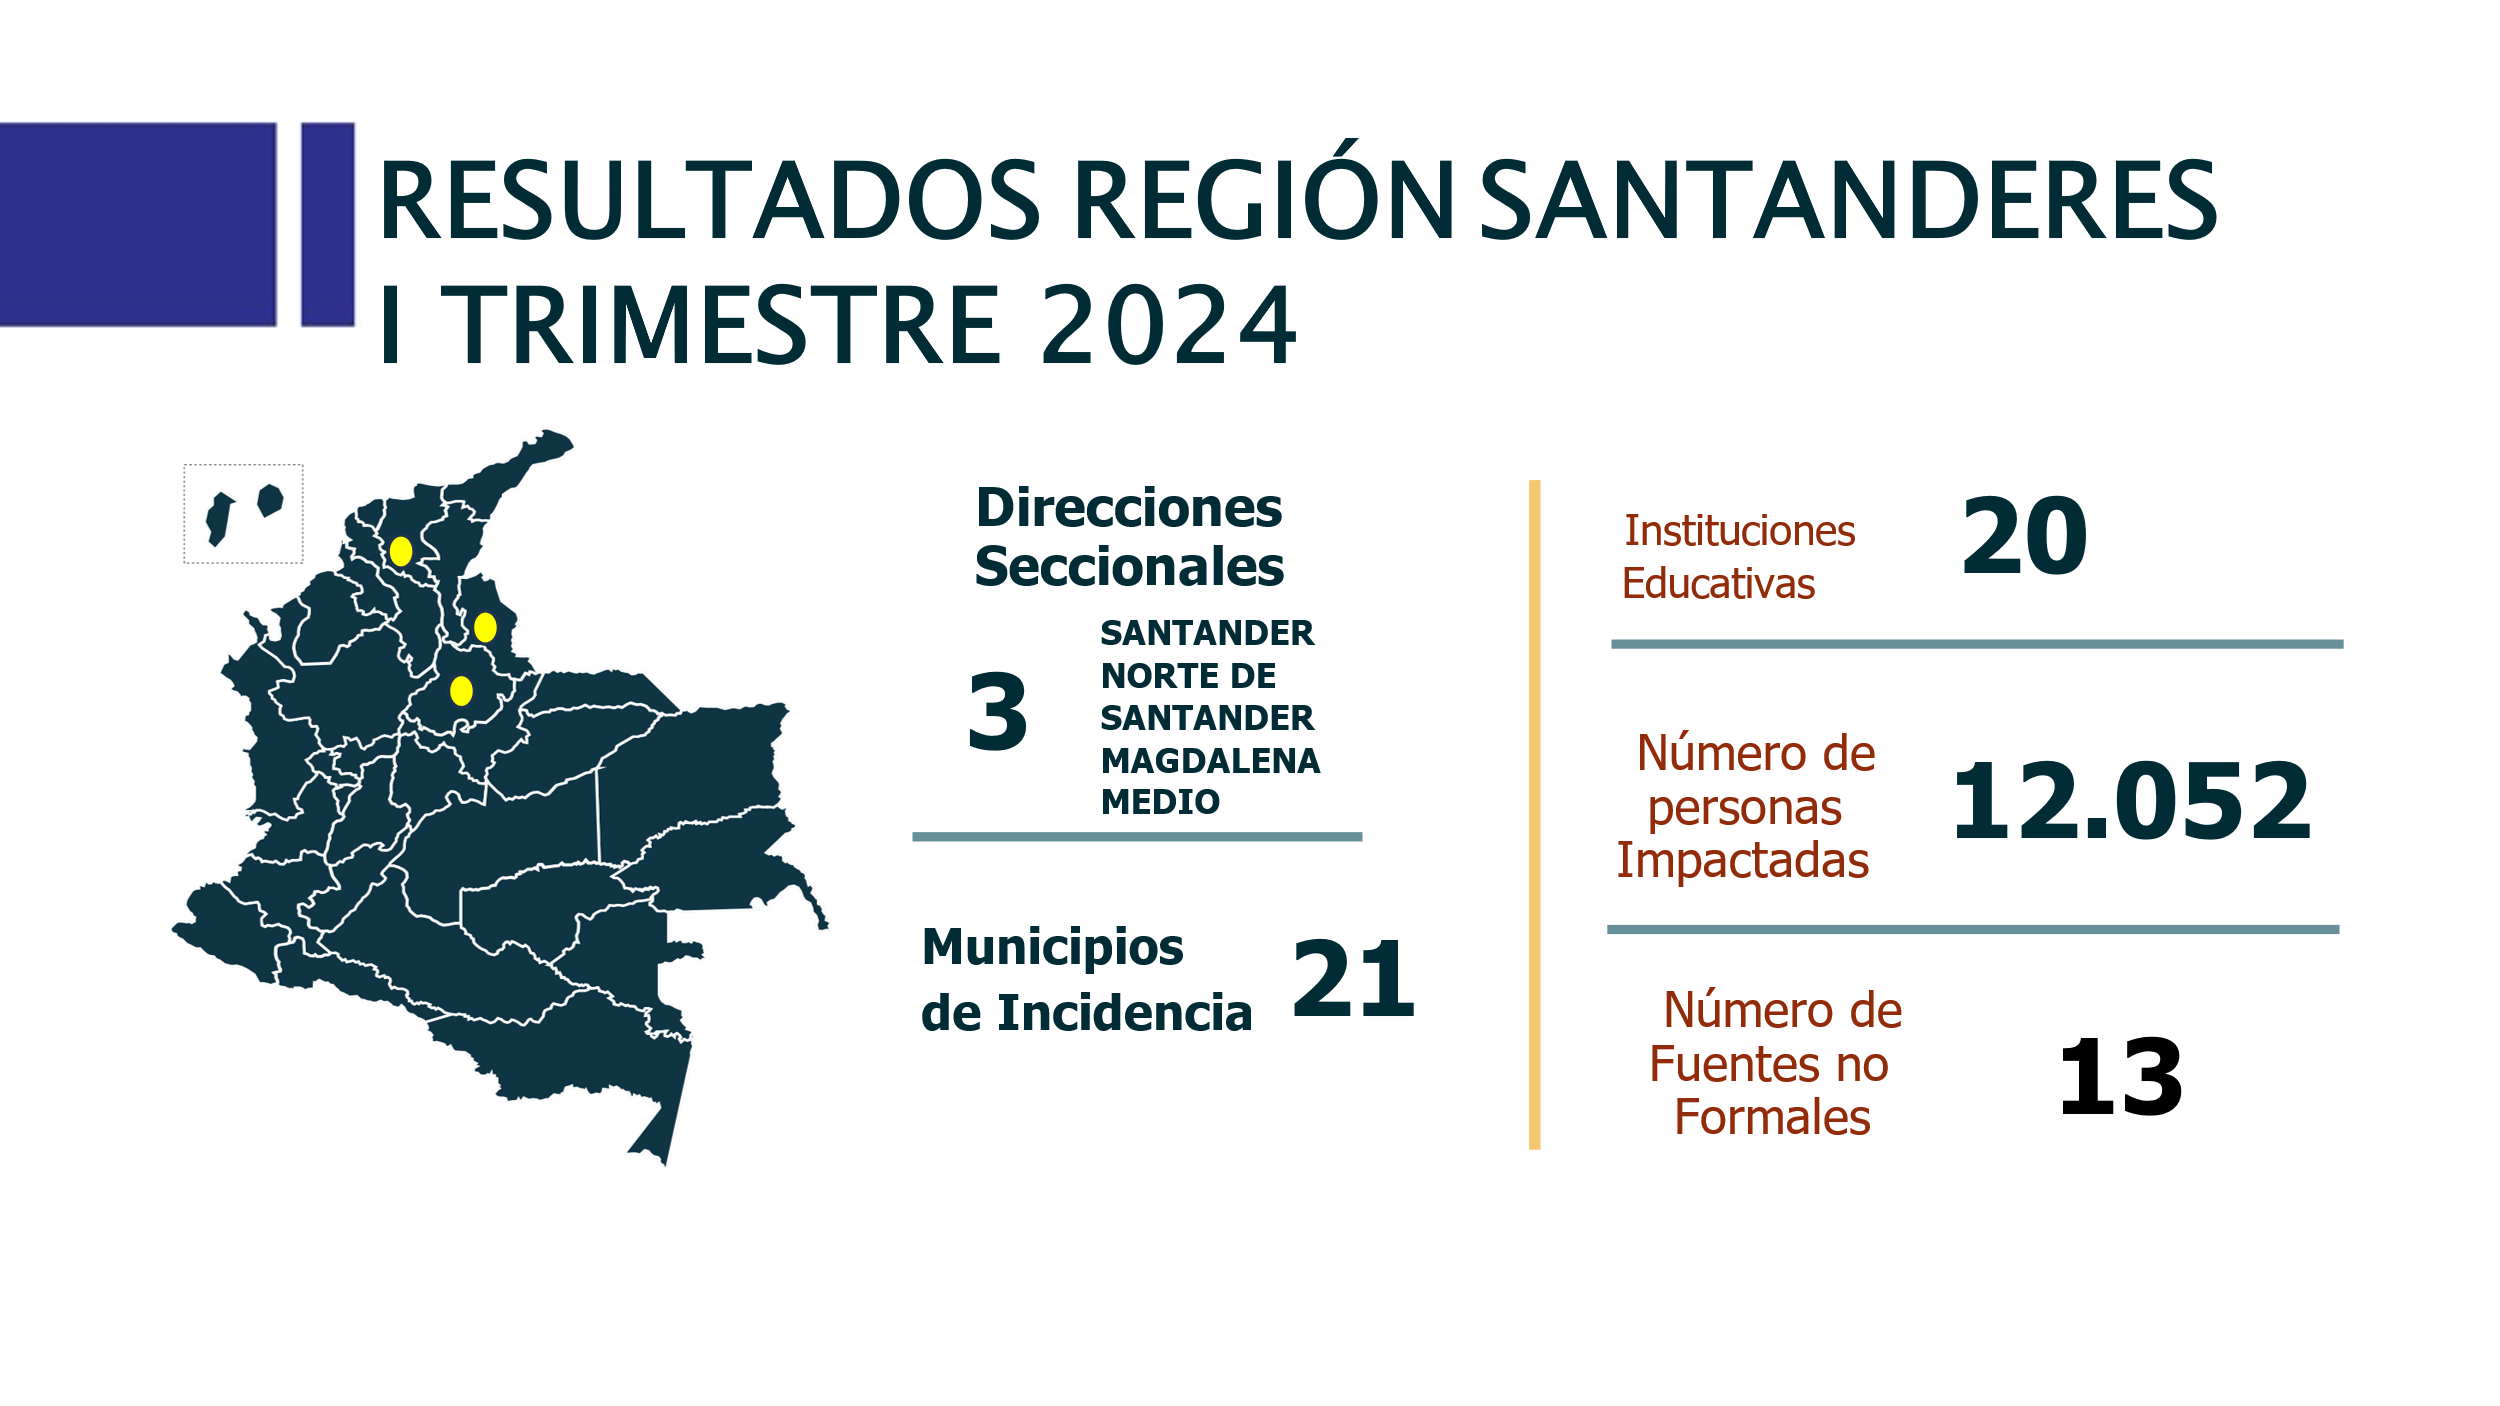 RESULTADOS REGIÓN SANTANDERES
I TRIMESTRE 2024
Direcciones
Seccionales
3
SANTANDER
NORTE DE
SANTANDER
MAGDALENA
MEDIO
Municipios
de Incidencia
21
Instituciones
Educativas
20
Número de
personas
Impactadas
12.052
Número de
Fuentes no
Formales
13